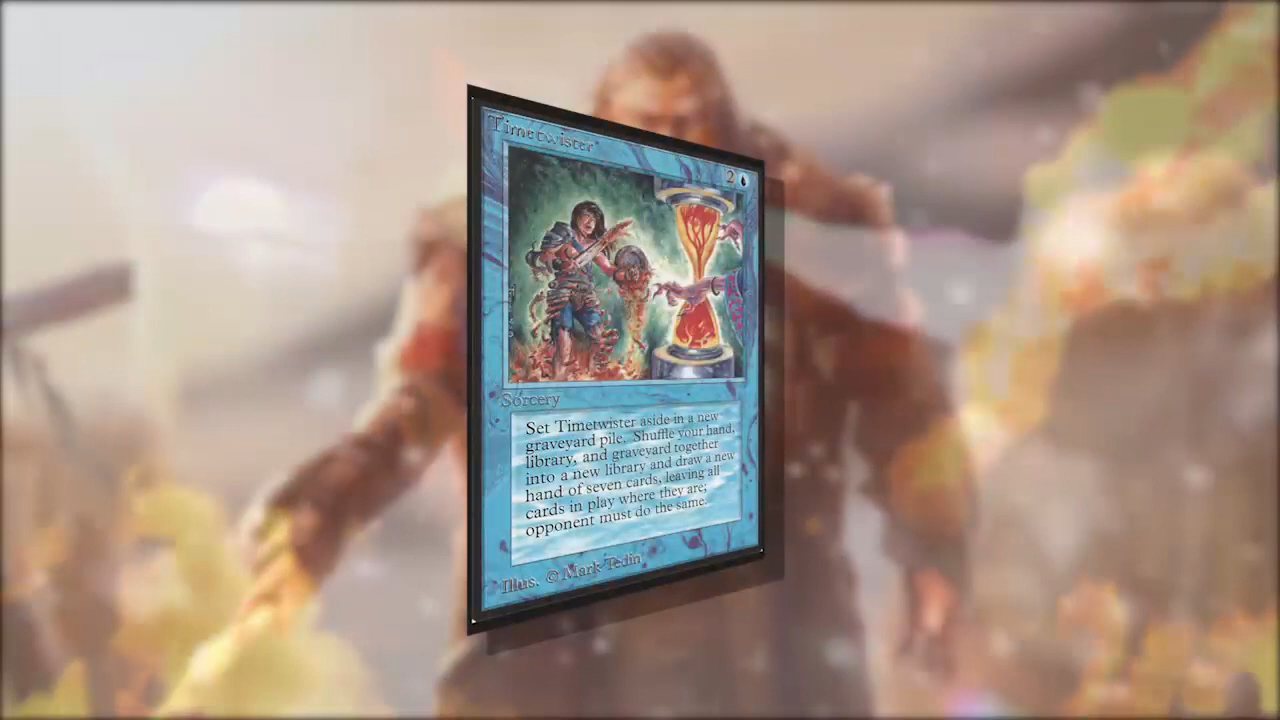 Timetwister
2
Sorcery
Set Timetwister aside in a new
graveyard pile. Shuffle your hand,
library, and graveyard together
into a new library and draw a new
hand of seven cards, leaving all
cards in play where they are;
opponent must do the same.
Illus. © Mark Tedin